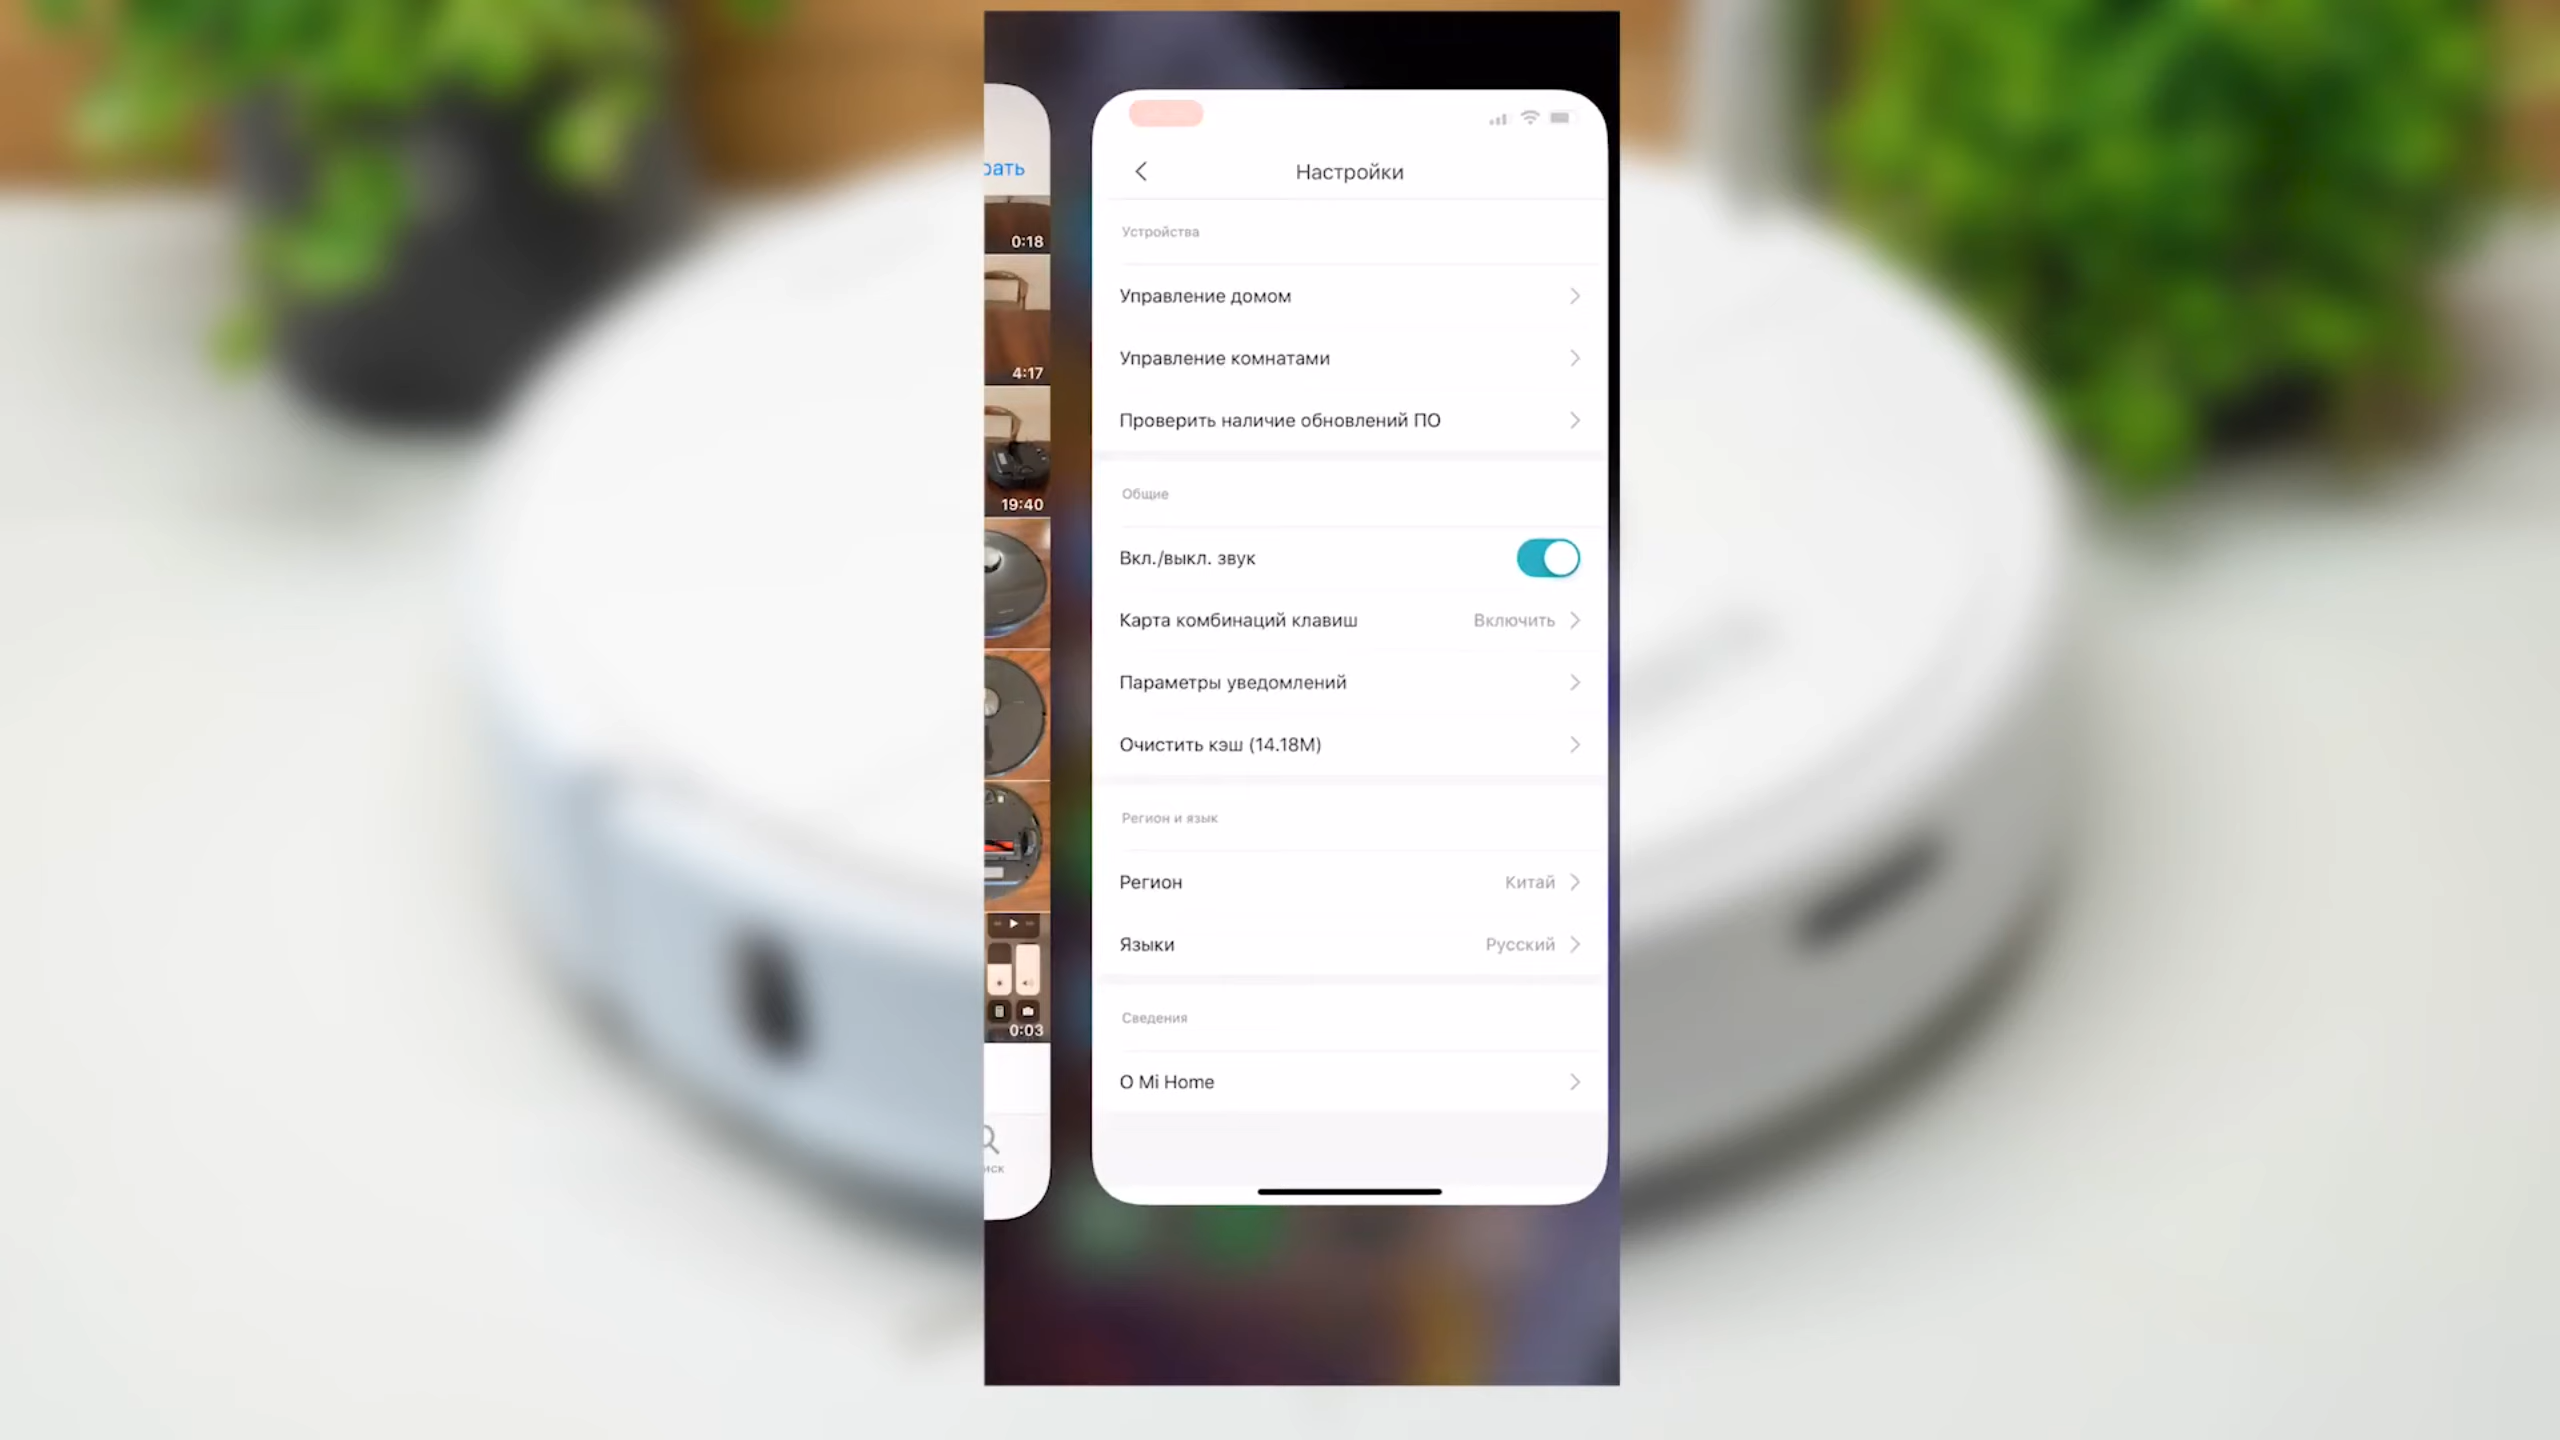 Настройки
Устройства
Управление домом
Управление комнатами
Проверить наличие обновлений ПО
Общие
Вкл./выкл. звук
Карта комбинаций клавиш Включить
Параметры уведомлений
Очистить кэш (14.18M)
Регион и язык
Регион Китай
Языки Русский
Сведения
О Mi Home
рать
0:18
4:17
19:40
0:03
иск